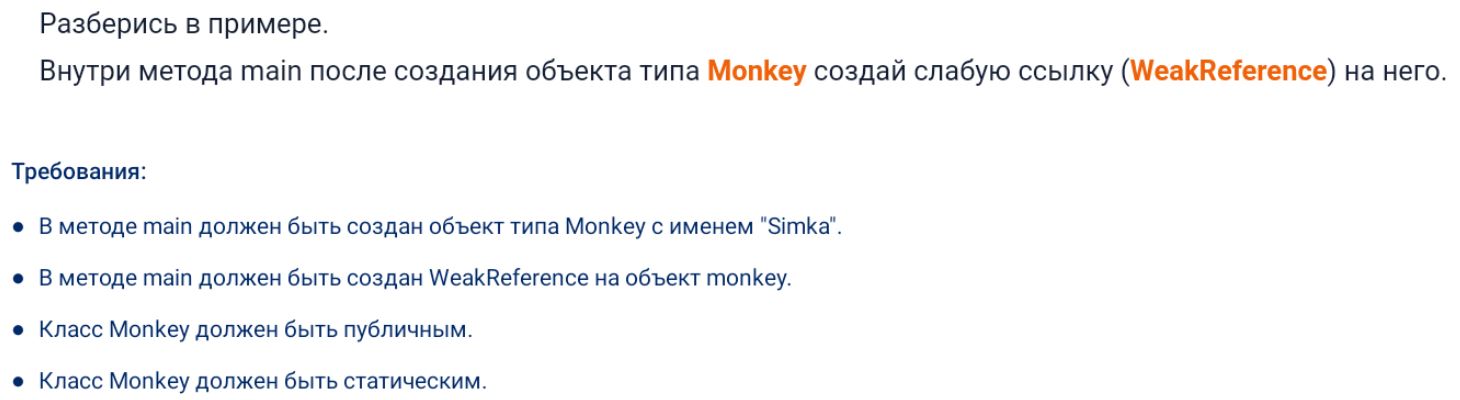 Разберись в примере.
Внутри метода main после создания объекта типа Monkey создай слабую ссылку (WeakReference) на него.
Требования:
● В методе main должен быть создан объект типа Monkey с именем "Simka".
● В методе main должен быть создан WeakReference на объект monkey.
● Класс Monkey должен быть публичным.
● Класс Monkey должен быть статическим.